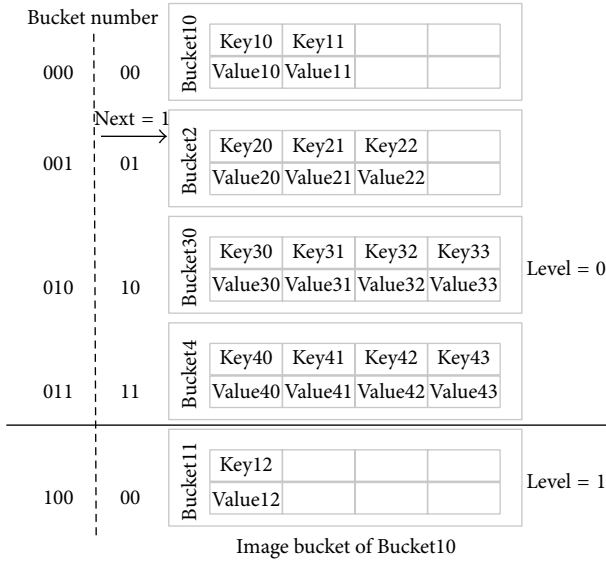 Bucket number
000 00
Bucket10
Key10 Key11
Value10 Value11
Next = 1
001 01
Bucket2
Key20 Key21 Key22
Value20 Value21 Value22
010 10
Bucket30
Key30 Key31 Key32 Key33
Value30 Value31 Value32 Value33
Level = 0
011 11
Bucket4
Key40 Key41 Key42 Key43
Value40 Value41 Value42 Value43
100 00
Bucket11
Key12
Value12
Level = 1
Image bucket of Bucket10